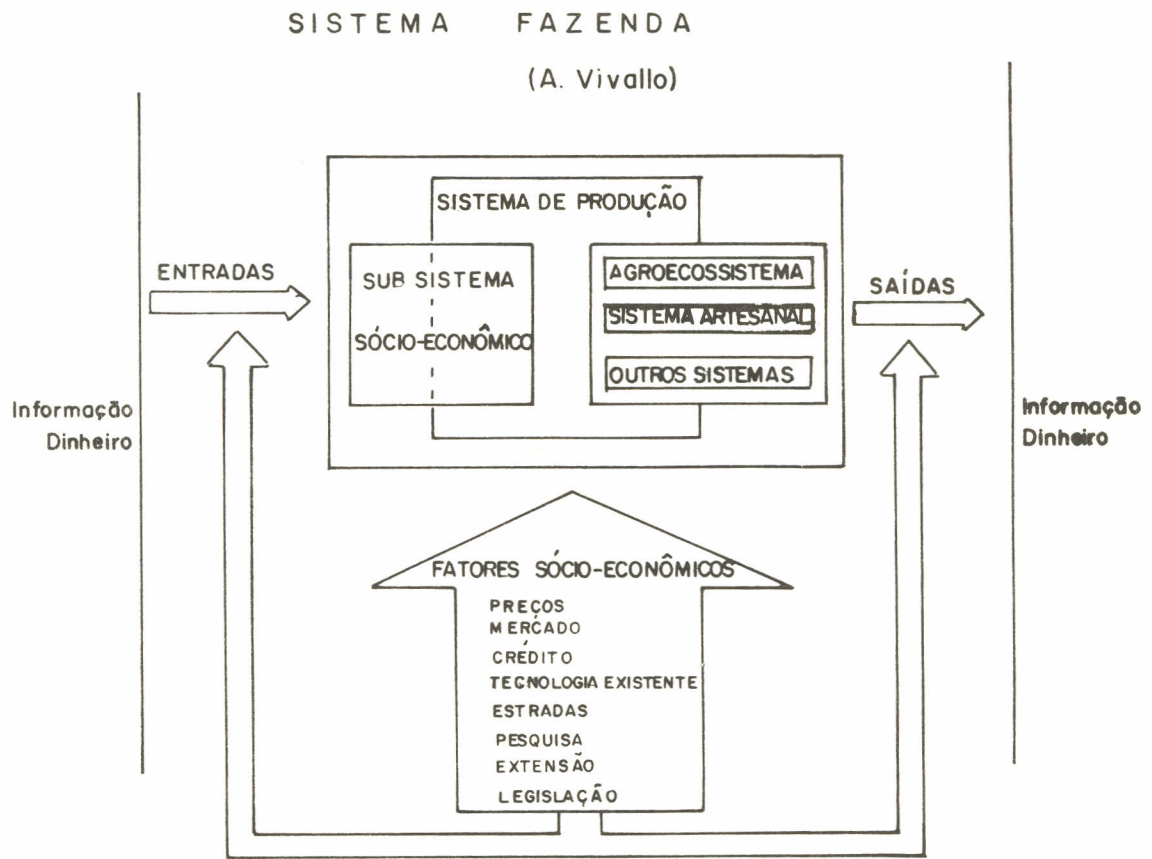 SISTEMA FAZENDA
(A. Vivallo)
SISTEMA DE PRODUÇÃO
ENTRADAS
SUB SISTEMA
SÓCIO-ECONÔMICO
AGROECOSSISTEMA
SISTEMA ARTESANAL
OUTROS SISTEMAS
SAÍDAS
Informação
Dinheiro
Informação
Dinheiro
FATORES SÓCIO-ECONÔMICOS
PREÇOS
MERCADO
CRÉDITO
TECNOLOGIA EXISTENTE
ESTRADAS
PESQUISA
EXTENSÃO
LEGISLAÇÃO